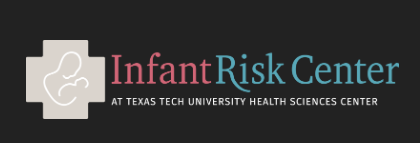 InfantRisk Center
AT TEXAS TECH UNIVERSITY HEALTH SCIENCES CENTER